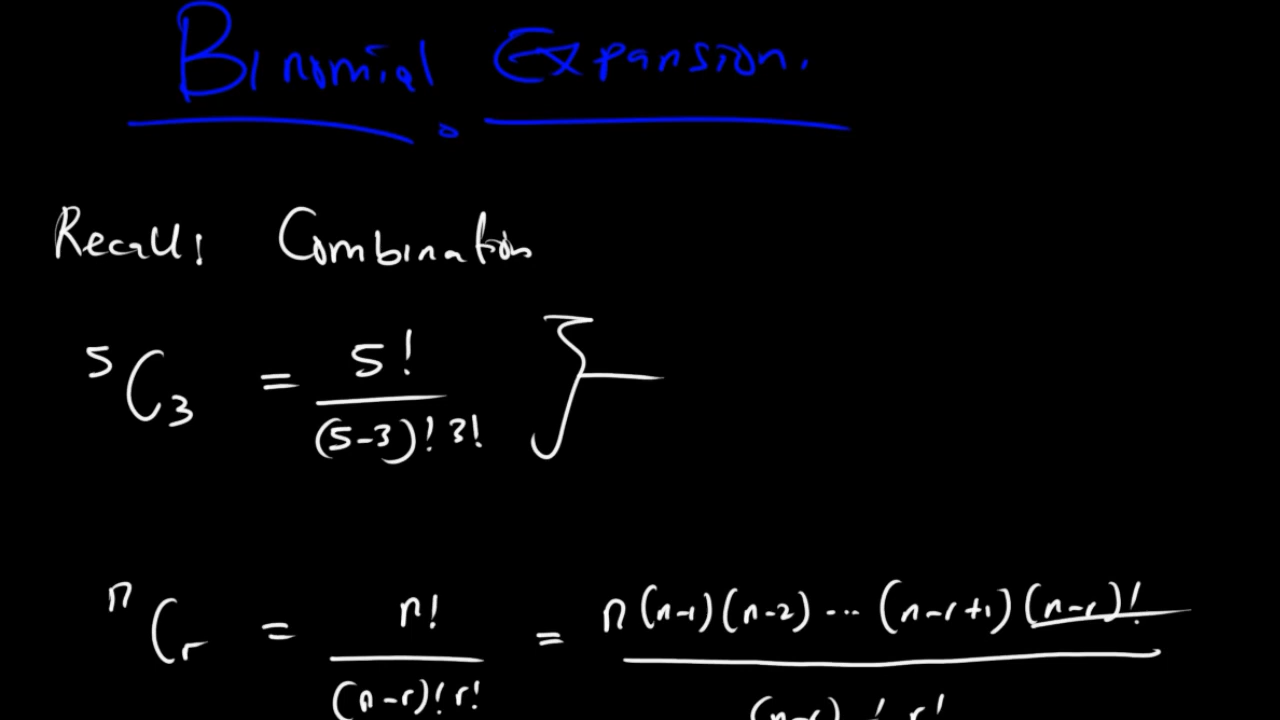 Binomial Expansion.
Recall: Combination
⁵C₃ = 5! / (5-3)! 3!
ⁿCᵣ = n! / (n-r)! r! = n(n-1)(n-2) ... (n-r+1)(n-r)! / (n-r)! r!